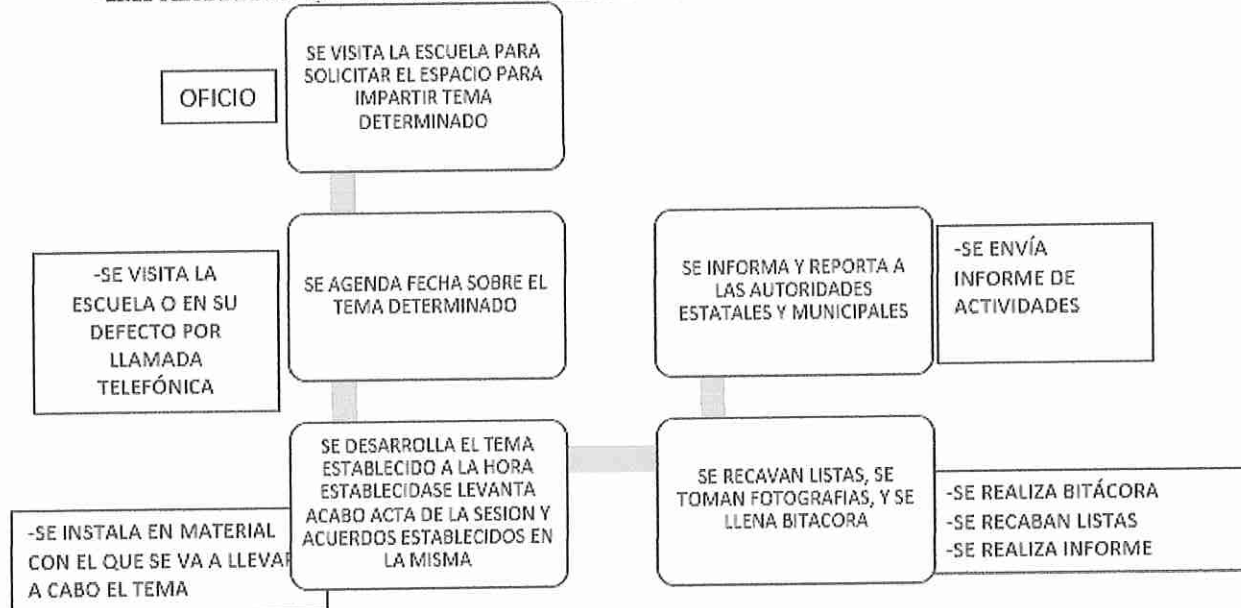 OFICIO
SE VISITA LA ESCUELA PARA
SOLICITAR EL ESPACIO PARA
IMPARTIR TEMA
DETERMINADO
-SE VISITA LA
ESCUELA O EN SU
DEFECTO POR
LLAMADA
TELEFÓNICA
SE AGENDA FECHA SOBRE EL
TEMA DETERMINADO
-SE INSTALA EN MATERIAL
CON EL QUE SE VA A LLEVAR
A CABO EL TEMA
SE DESARROLLA EL TEMA
ESTABLECIDO A LA HORA
ESTABLECIDASE LEVANTA
ACABO ACTA DE LA SESION Y
ACUERDOS ESTABLECIDOS EN
LA MISMA
SE RECAVAN LISTAS, SE
TOMAN FOTOGRAFIAS, Y SE
LLENA BITACORA
-SE REALIZA BITÁCORA
-SE RECABAN LISTAS
-SE REALIZA INFORME
SE INFORMA Y REPORTA A
LAS AUTORIDADES
ESTATALES Y MUNICIPALES
-SE ENVÍA
INFORME DE
ACTIVIDADES